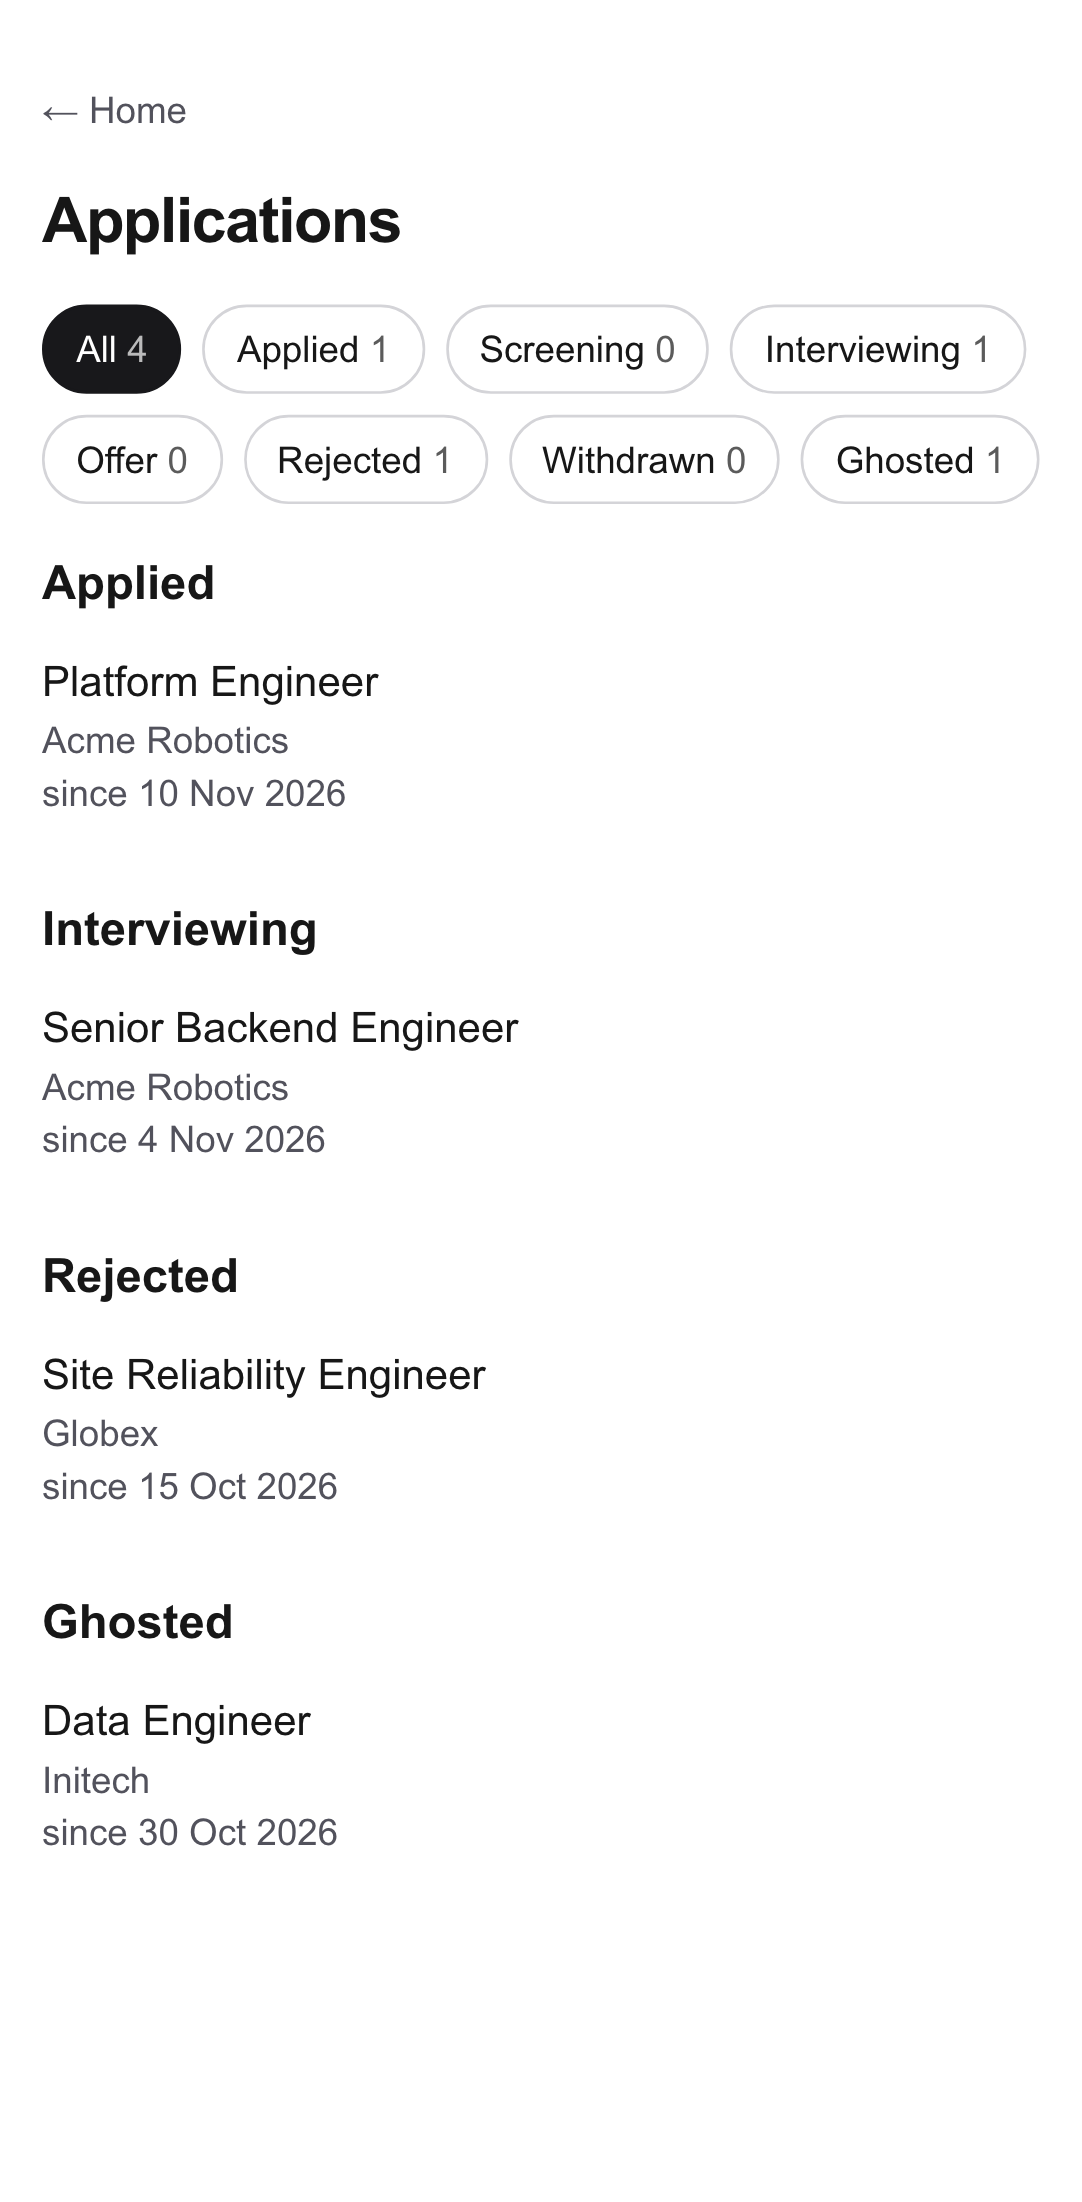 ← Home
Applications
All 4 Applied 1 Screening 0 Interviewing 1
Offer 0 Rejected 1 Withdrawn 0 Ghosted 1
Applied
Platform Engineer
Acme Robotics
since 10 Nov 2026
Interviewing
Senior Backend Engineer
Acme Robotics
since 4 Nov 2026
Rejected
Site Reliability Engineer
Globex
since 15 Oct 2026
Ghosted
Data Engineer
Initech
since 30 Oct 2026